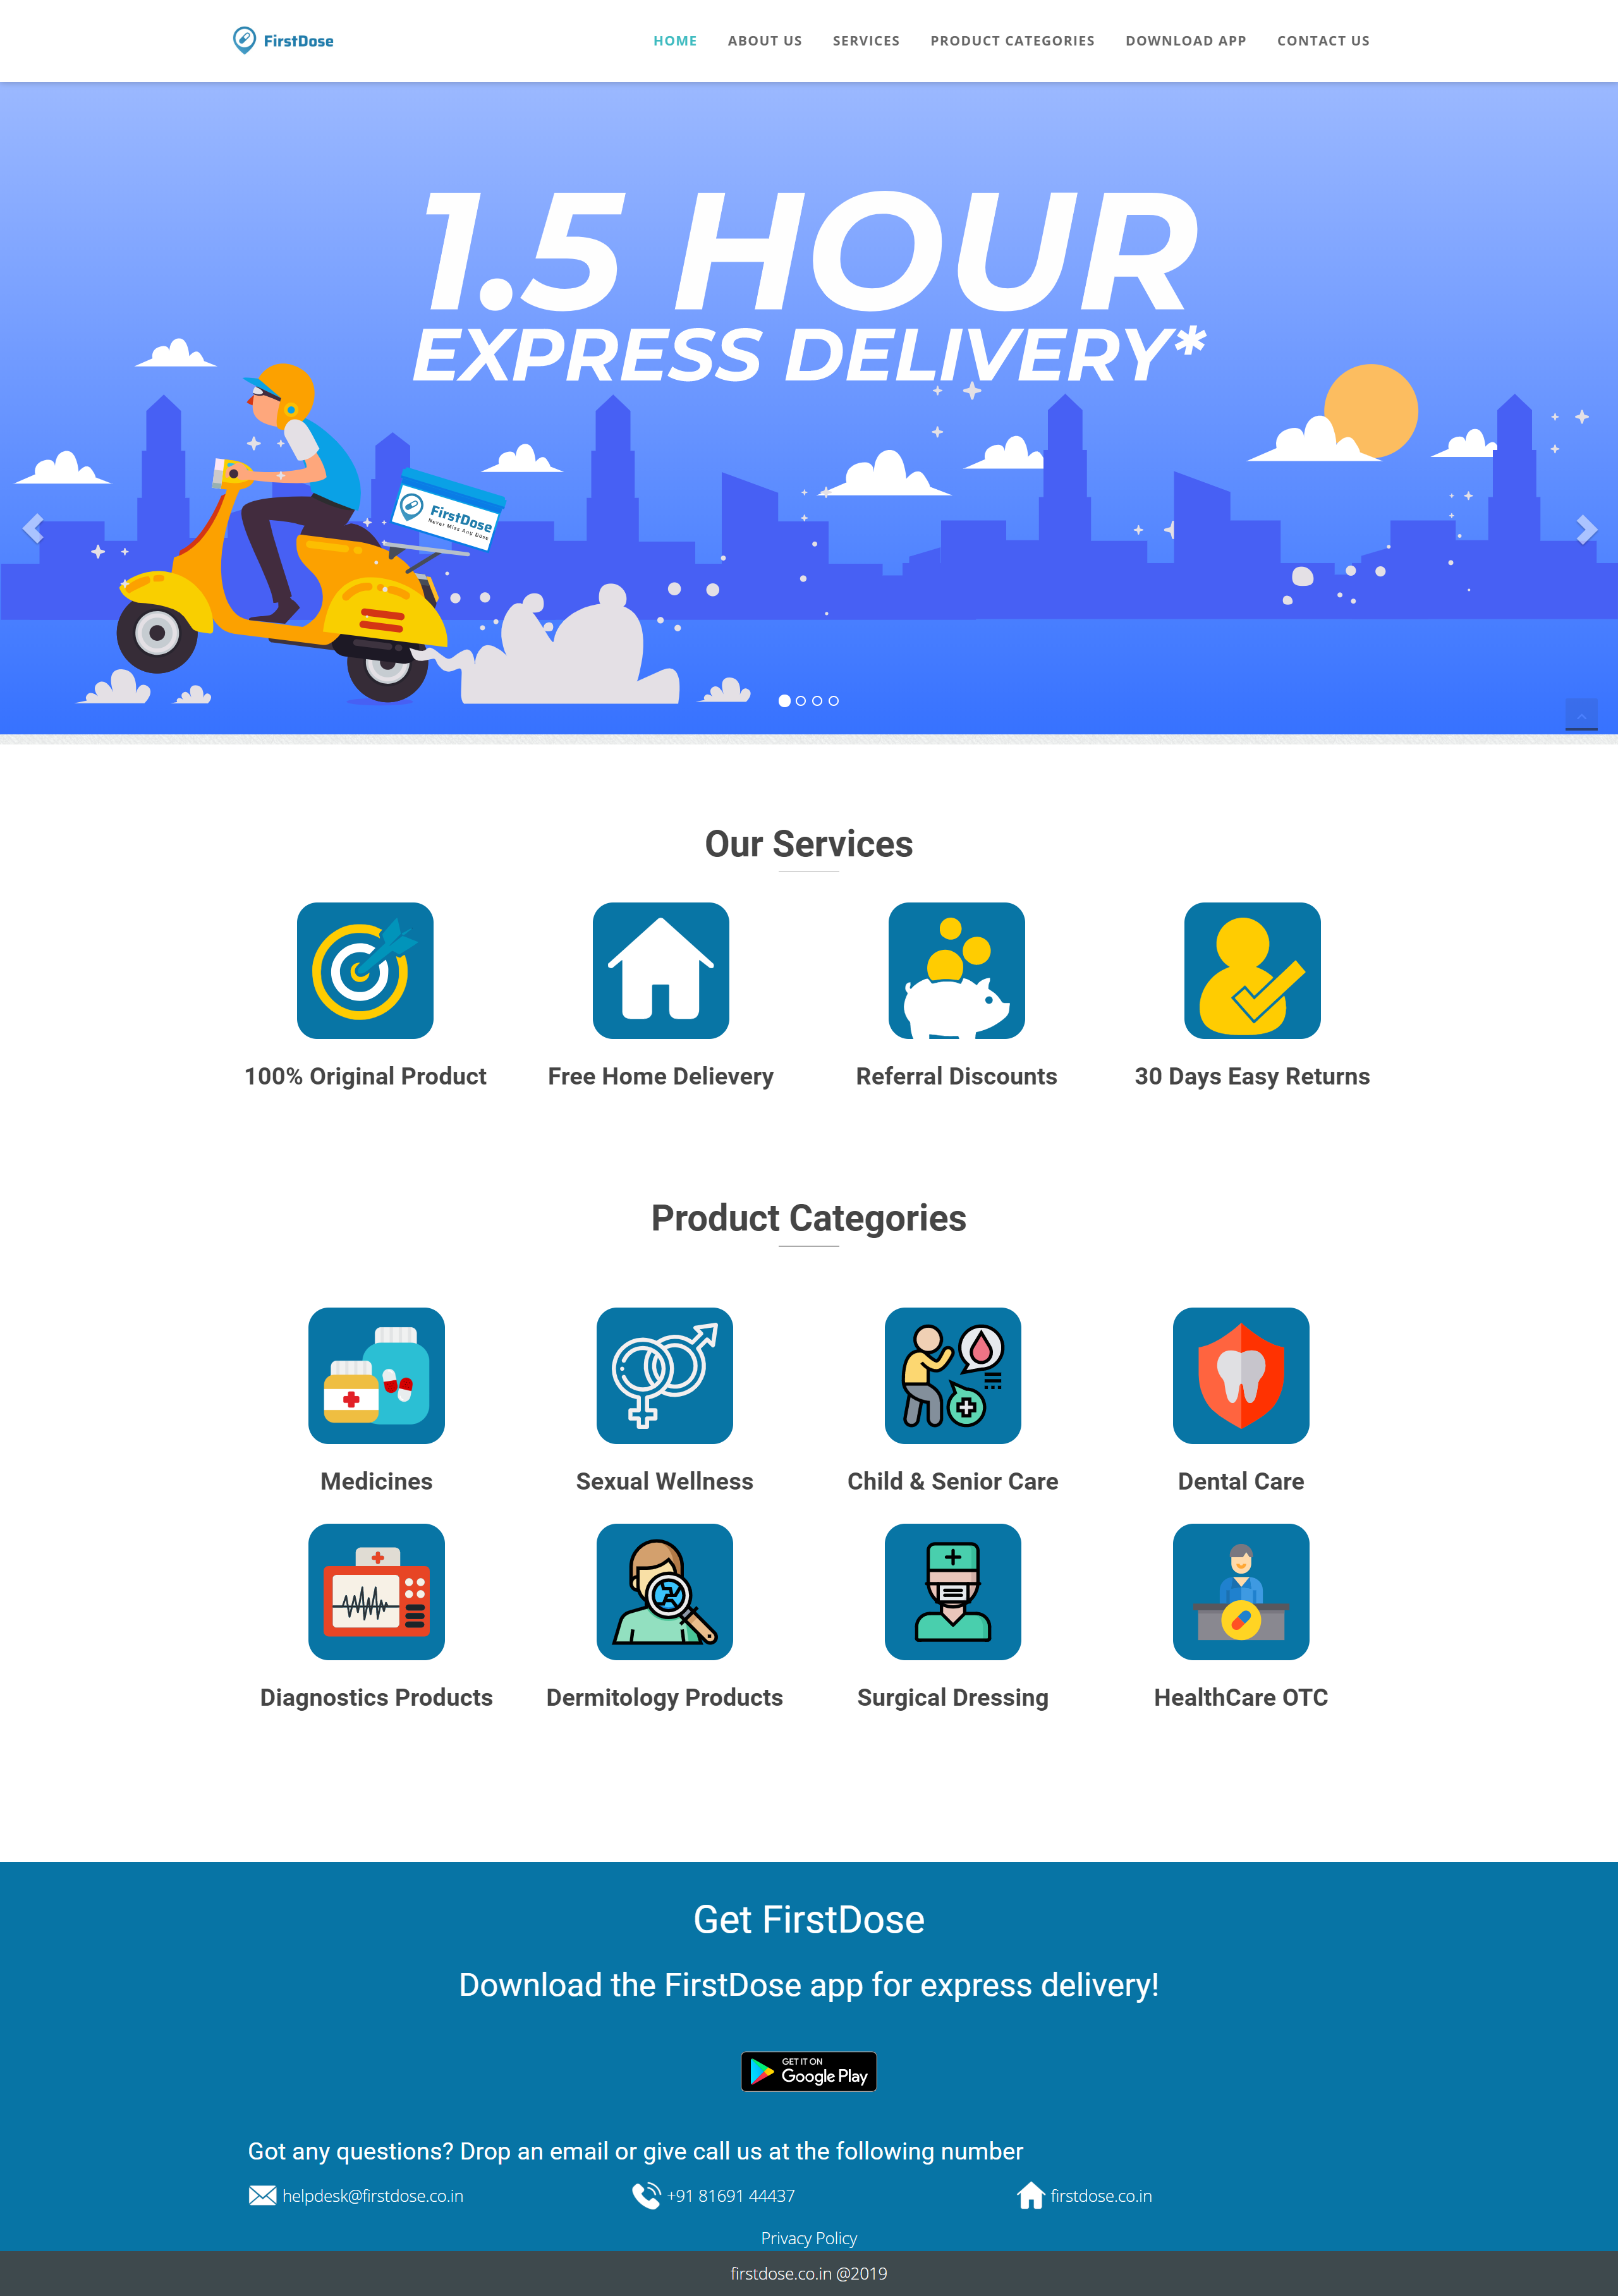 FirstDose
HOME ABOUT US SERVICES PRODUCT CATEGORIES DOWNLOAD APP CONTACT US
1.5 HOUR
EXPRESS DELIVERY*
FirstDose
Never Miss Any Dose
Our Services
100% Original Product
Free Home Delievery
Referral Discounts
30 Days Easy Returns
Product Categories
Medicines
Sexual Wellness
Child & Senior Care
Dental Care
Diagnostics Products
Dermitology Products
Surgical Dressing
HealthCare OTC
Get FirstDose
Download the FirstDose app for express delivery!
GET IT ON
Google Play
Got any questions? Drop an email or give call us at the following number
helpdesk@firstdose.co.in
+91 81691 44437
firstdose.co.in
Privacy Policy
firstdose.co.in @2019